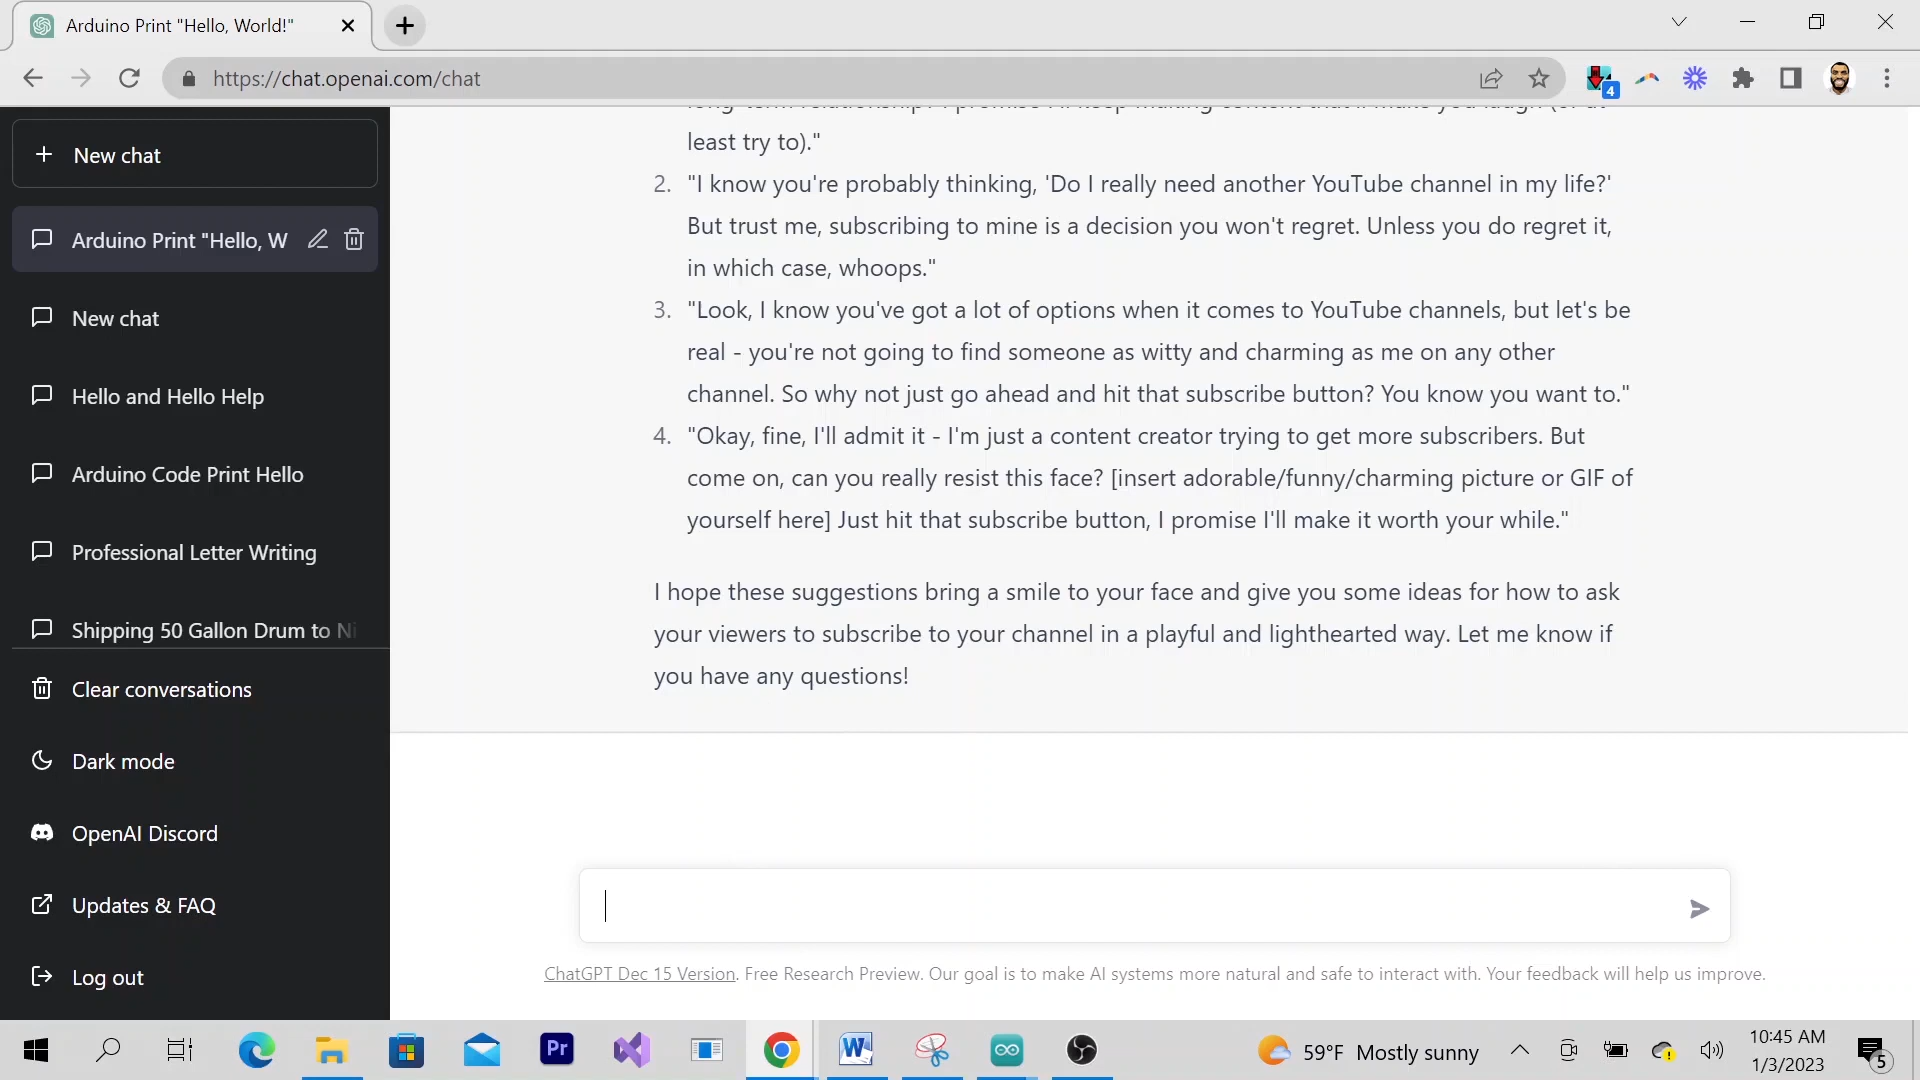 Arduino Print "Hello, World!"
https://chat.openai.com/chat
4
New chat
Arduino Print "Hello, W
New chat
Hello and Hello Help
Arduino Code Print Hello
Professional Letter Writing
Shipping 50 Gallon Drum to Ni
Clear conversations
Dark mode
OpenAI Discord
Updates & FAQ
Log out
least try to)."
2. "I know you're probably thinking, 'Do I really need another YouTube channel in my life?'
But trust me, subscribing to mine is a decision you won't regret. Unless you do regret it,
in which case, whoops."
3. "Look, I know you've got a lot of options when it comes to YouTube channels, but let's be
real - you're not going to find someone as witty and charming as me on any other
channel. So why not just go ahead and hit that subscribe button? You know you want to."
4. "Okay, fine, I'll admit it - I'm just a content creator trying to get more subscribers. But
come on, can you really resist this face? [insert adorable/funny/charming picture or GIF of
yourself here] Just hit that subscribe button, I promise I'll make it worth your while."
I hope these suggestions bring a smile to your face and give you some ideas for how to ask
your viewers to subscribe to your channel in a playful and lighthearted way. Let me know if
you have any questions!
ChatGPT Dec 15 Version. Free Research Preview. Our goal is to make AI systems more natural and safe to interact with. Your feedback will help us improve.
Pr
W
59°F Mostly sunny
10:45 AM
1/3/2023
5